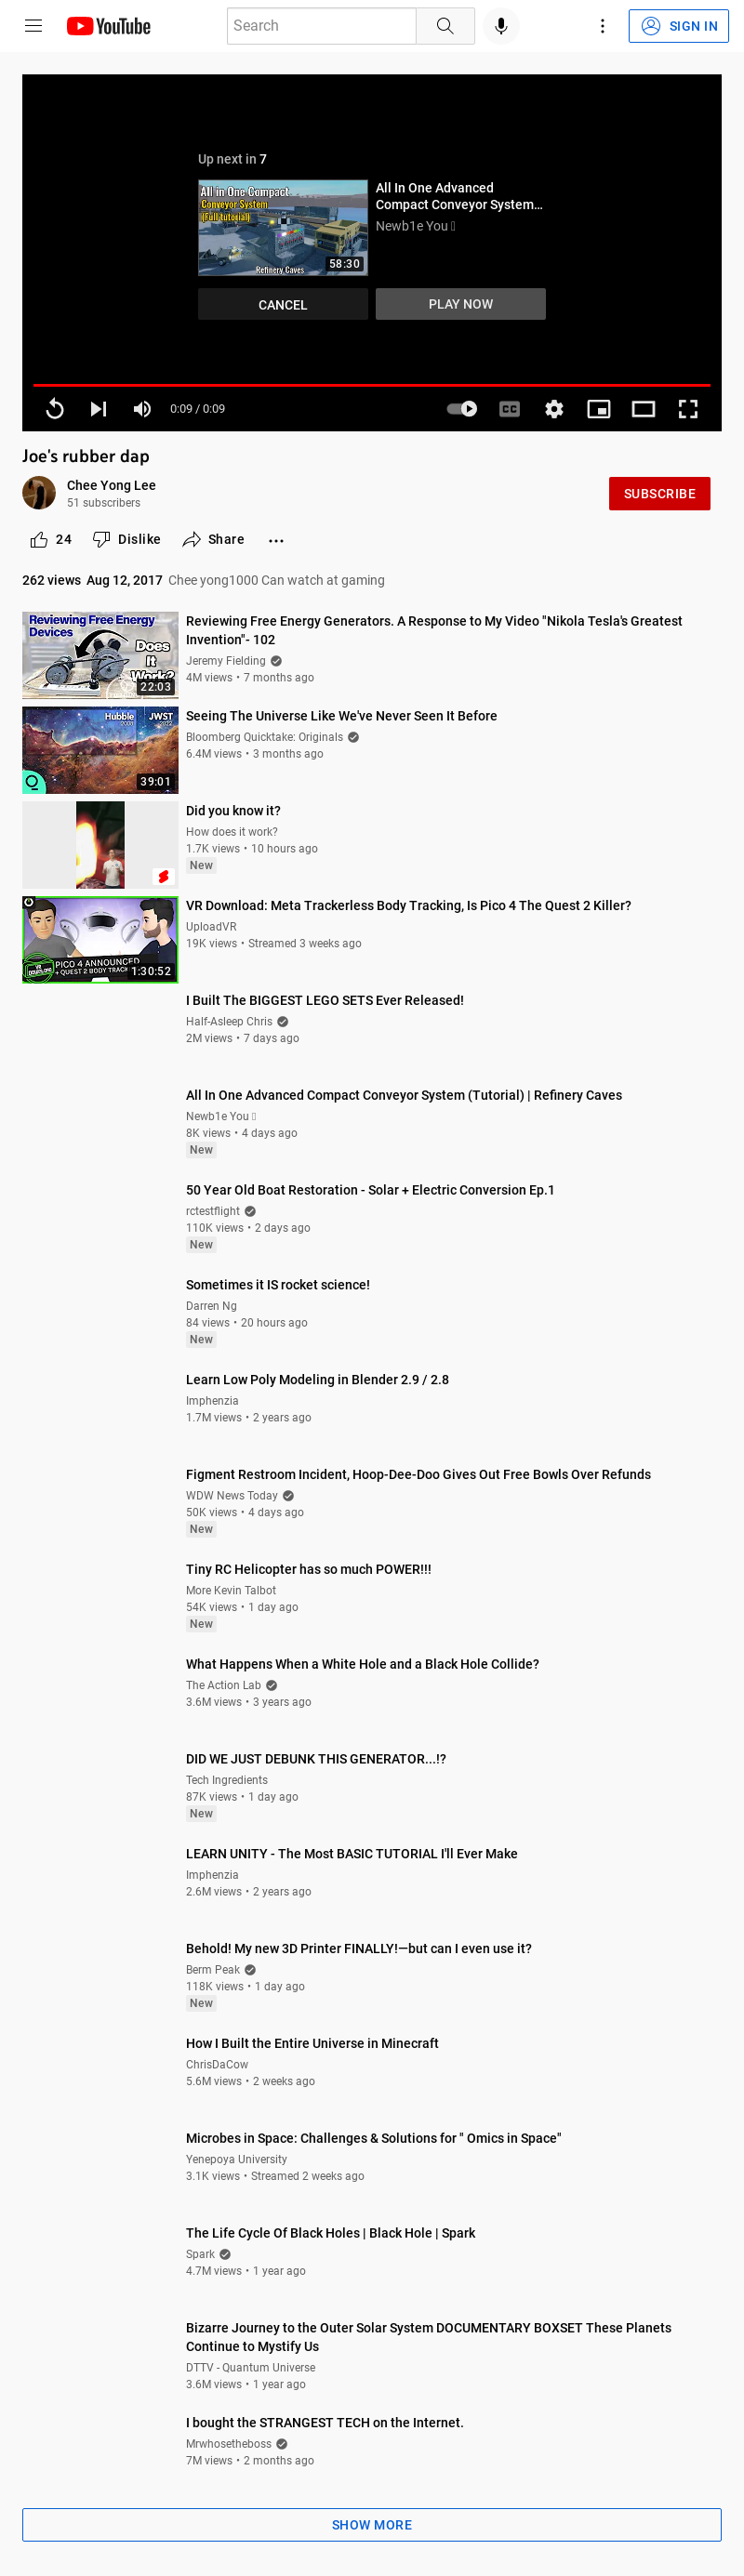 YouTube
Search
SIGN IN
Up next in 7
All in One Compact
Conveyor System
(Full tutorial)
Refinery Caves
58:30
All In One Advanced
Compact Conveyor System…
Newb1e You
CANCEL
PLAY NOW
0:09 / 0:09
CC
Joe's rubber dap
Chee Yong Lee
51 subscribers
SUBSCRIBE
24
Dislike
Share
262 views Aug 12, 2017 Chee yong1000 Can watch at gaming
Reviewing Free Energy
Devices
Does
It
Work?
22:03
Reviewing Free Energy Generators. A Response to My Video "Nikola Tesla's Greatest
Invention"- 102
Jeremy Fielding
4M views • 7 months ago
Hubble
JWST
39:01
Seeing The Universe Like We've Never Seen It Before
Bloomberg Quicktake: Originals
6.4M views • 3 months ago
Did you know it?
How does it work?
1.7K views • 10 hours ago
New
PICO 4 ANNOUNCED
+ QUEST 2 BODY TRACK
1:30:52
VR Download: Meta Trackerless Body Tracking, Is Pico 4 The Quest 2 Killer?
UploadVR
19K views • Streamed 3 weeks ago
I Built The BIGGEST LEGO SETS Ever Released!
Half-Asleep Chris
2M views • 7 days ago
All In One Advanced Compact Conveyor System (Tutorial) | Refinery Caves
Newb1e You
8K views • 4 days ago
New
50 Year Old Boat Restoration - Solar + Electric Conversion Ep.1
rctestflight
110K views • 2 days ago
New
Sometimes it IS rocket science!
Darren Ng
84 views • 20 hours ago
New
Learn Low Poly Modeling in Blender 2.9 / 2.8
Imphenzia
1.7M views • 2 years ago
Figment Restroom Incident, Hoop-Dee-Doo Gives Out Free Bowls Over Refunds
WDW News Today
50K views • 4 days ago
New
Tiny RC Helicopter has so much POWER!!!
More Kevin Talbot
54K views • 1 day ago
New
What Happens When a White Hole and a Black Hole Collide?
The Action Lab
3.6M views • 3 years ago
DID WE JUST DEBUNK THIS GENERATOR...!?
Tech Ingredients
87K views • 1 day ago
New
LEARN UNITY - The Most BASIC TUTORIAL I'll Ever Make
Imphenzia
2.6M views • 2 years ago
Behold! My new 3D Printer FINALLY!—but can I even use it?
Berm Peak
118K views • 1 day ago
New
How I Built the Entire Universe in Minecraft
ChrisDaCow
5.6M views • 2 weeks ago
Microbes in Space: Challenges & Solutions for " Omics in Space"
Yenepoya University
3.1K views • Streamed 2 weeks ago
The Life Cycle Of Black Holes | Black Hole | Spark
Spark
4.7M views • 1 year ago
Bizarre Journey to the Outer Solar System DOCUMENTARY BOXSET These Planets
Continue to Mystify Us
DTTV - Quantum Universe
3.6M views • 1 year ago
I bought the STRANGEST TECH on the Internet.
Mrwhosetheboss
7M views • 2 months ago
SHOW MORE